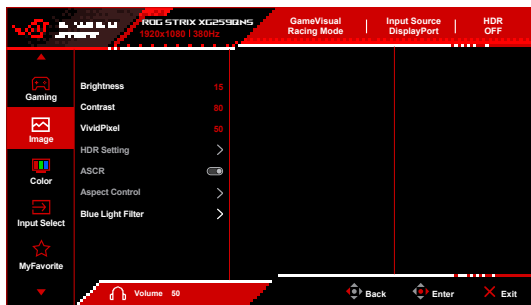 ROG STRIX XG259QNS
1920x1080 | 380Hz
GameVisual
Racing Mode
Input Source
DisplayPort
HDR
OFF
Gaming
Image
Color
Input Select
MyFavorite
Brightness 15
Contrast 80
VividPixel 50
HDR Setting
ASCR
Aspect Control
Blue Light Filter
Volume 50
Back
Enter
Exit